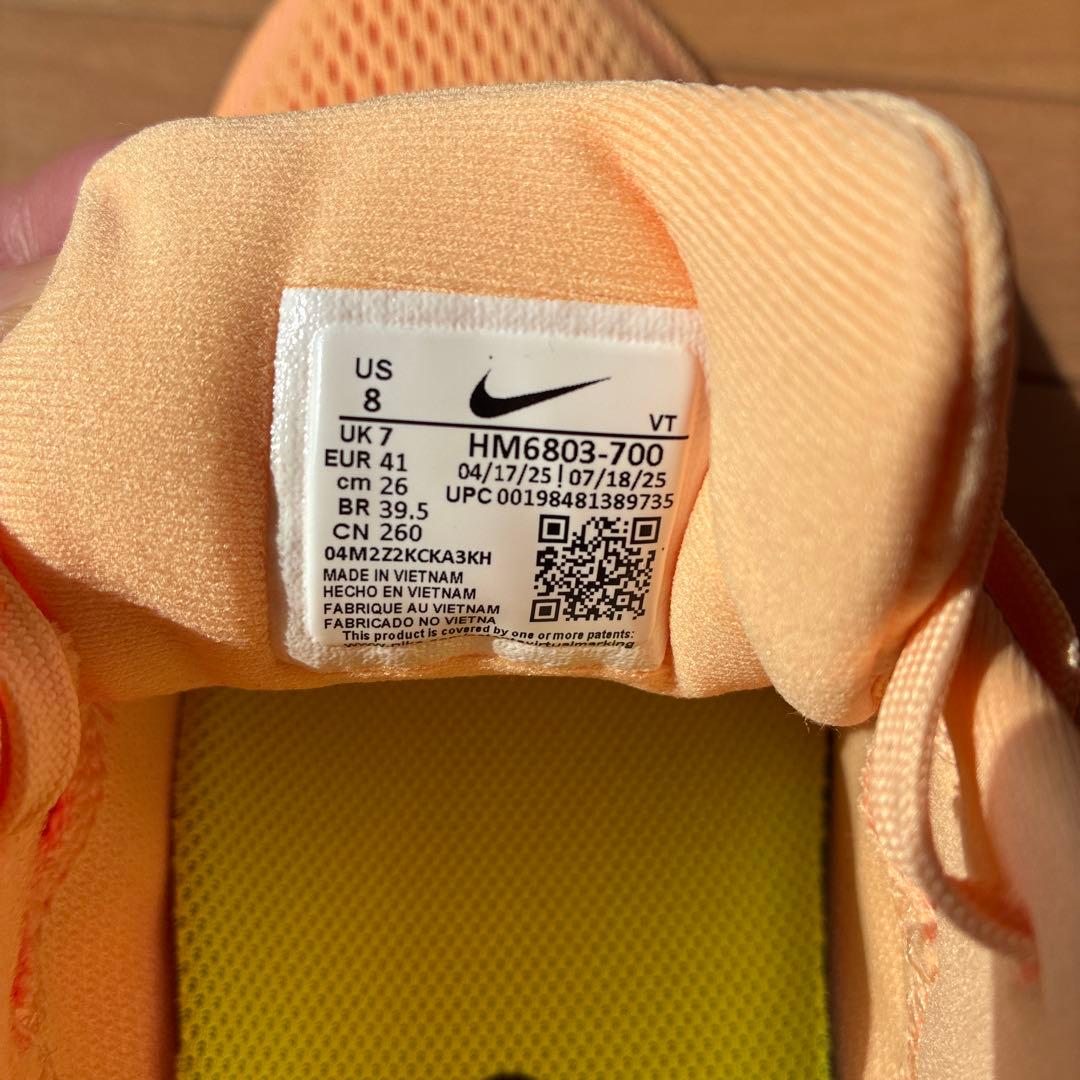 US
8
VT
UK 7
EUR 41
cm 26
BR 39.5
CN 260
HM6803-700
04/17/25 | 07/18/25
UPC 00198481389735
04M2Z2KCKA3KH
MADE IN VIETNAM
HECHO EN VIETNAM
FABRIQUE AU VIETNAM
FABRICADO NO VIETNA
This product is covered by one or more patents: